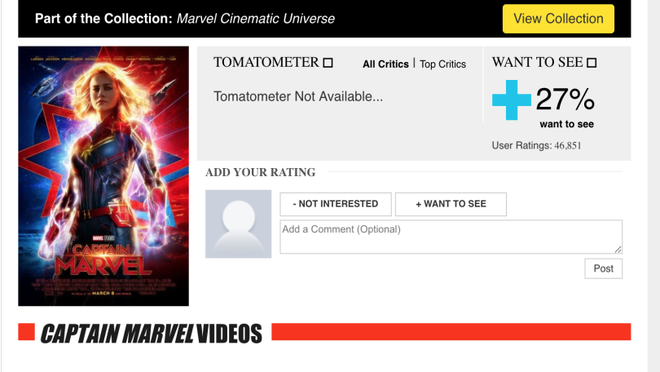 Part of the Collection: Marvel Cinematic Universe
View Collection
TOMATOMETER
All Critics | Top Critics
Tomatometer Not Available...
WANT TO SEE
27%
want to see
User Ratings: 46,851
ADD YOUR RATING
- NOT INTERESTED
+ WANT TO SEE
Add a Comment (Optional)
Post
MARVEL STUDIOS
CAPTAIN
MARVEL
MARCH 8
CAPTAIN MARVEL VIDEOS